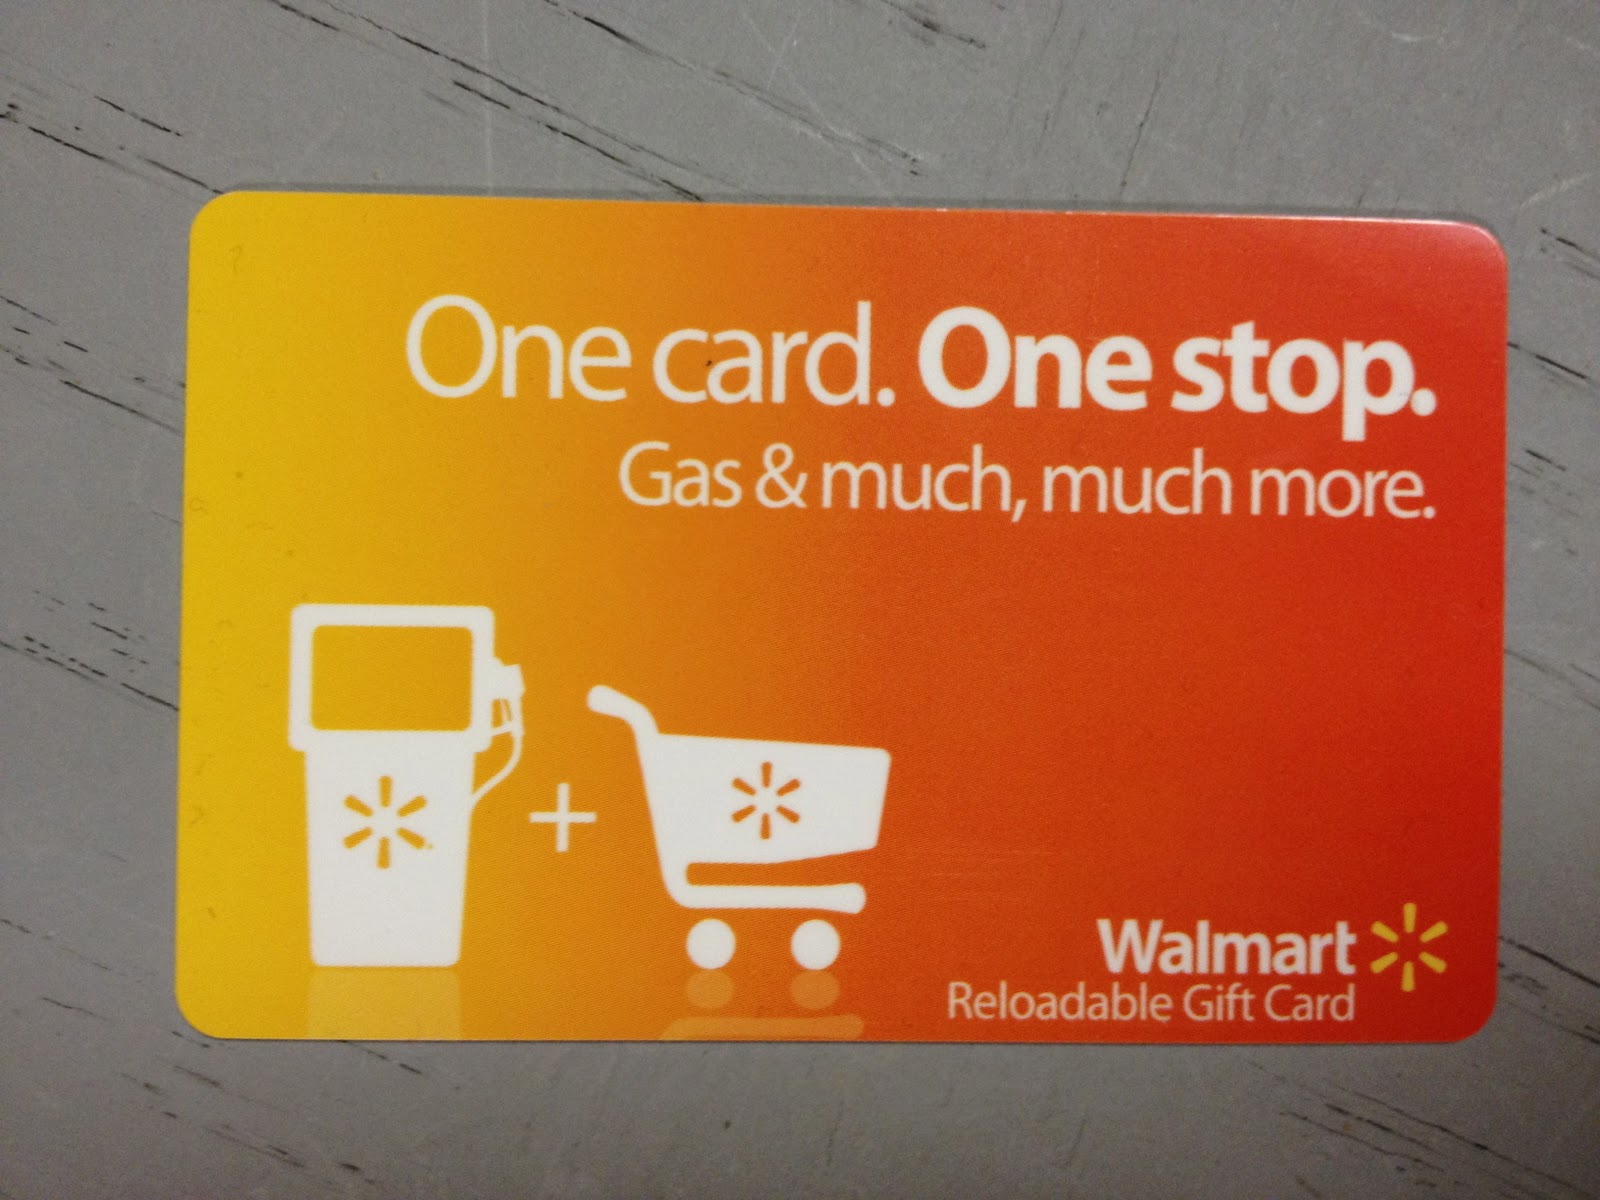 One card. One stop.
Gas & much, much more.
+
Walmart
Reloadable Gift Card